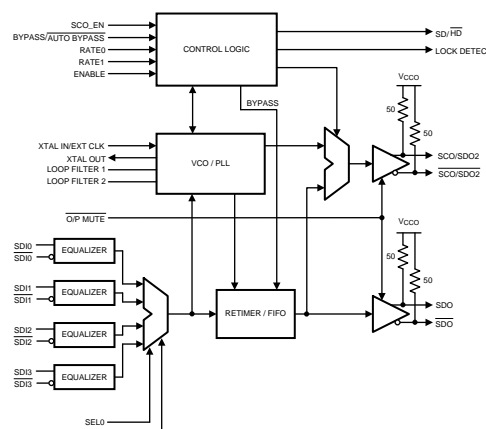 SCO_EN
BYPASS/AUTO BYPASS
RATE0
RATE1
ENABLE
CONTROL LOGIC
SD/HD
LOCK DETEC
BYPASS
VCCO
50
50
XTAL IN/EXT CLK
XTAL OUT
LOOP FILTER 1
LOOP FILTER 2
VCO / PLL
SCO/SDO2
SCO/SDO2
O/P MUTE
VCCO
50
50
SDI0
SDI0
EQUALIZER
SDI1
SDI1
EQUALIZER
SDI2
SDI2
EQUALIZER
SDI3
SDI3
EQUALIZER
RETIMER / FIFO
SDO
SDO
SEL0